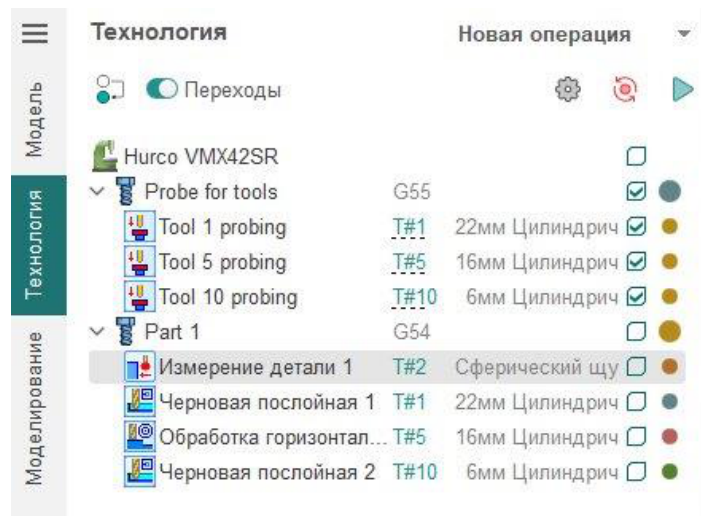 Технология Новая операция
Переходы
Модель
Технология
Моделирование
Hurco VMX42SR
Probe for tools G55
Tool 1 probing T#1 22мм Цилиндрич
Tool 5 probing T#5 16мм Цилиндрич
Tool 10 probing T#10 6мм Цилиндрич
Part 1 G54
Измерение детали 1 T#2 Сферический щу
Черновая послойная 1 T#1 22мм Цилиндрич
Обработка горизонтал... T#5 16мм Цилиндрич
Черновая послойная 2 T#10 6мм Цилиндрич